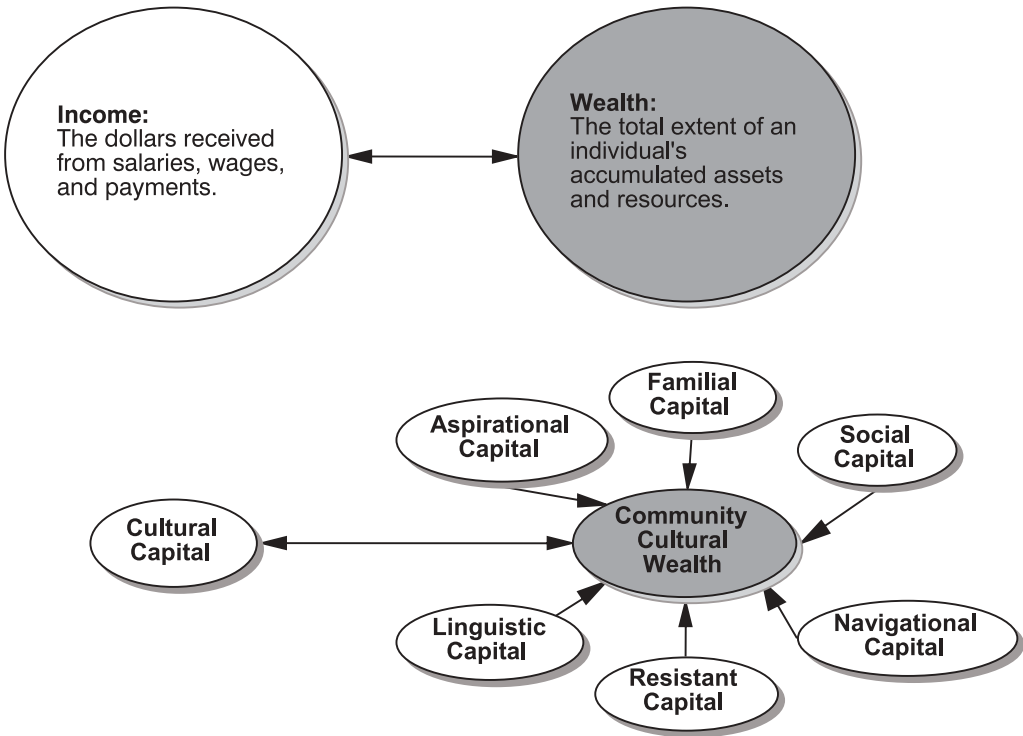 Income:
The dollars received
from salaries, wages,
and payments.
Wealth:
The total extent of an
individual's
accumulated assets
and resources.
Familial
Capital
Aspirational
Capital
Social
Capital
Cultural
Capital
Community
Cultural
Wealth
Linguistic
Capital
Navigational
Capital
Resistant
Capital